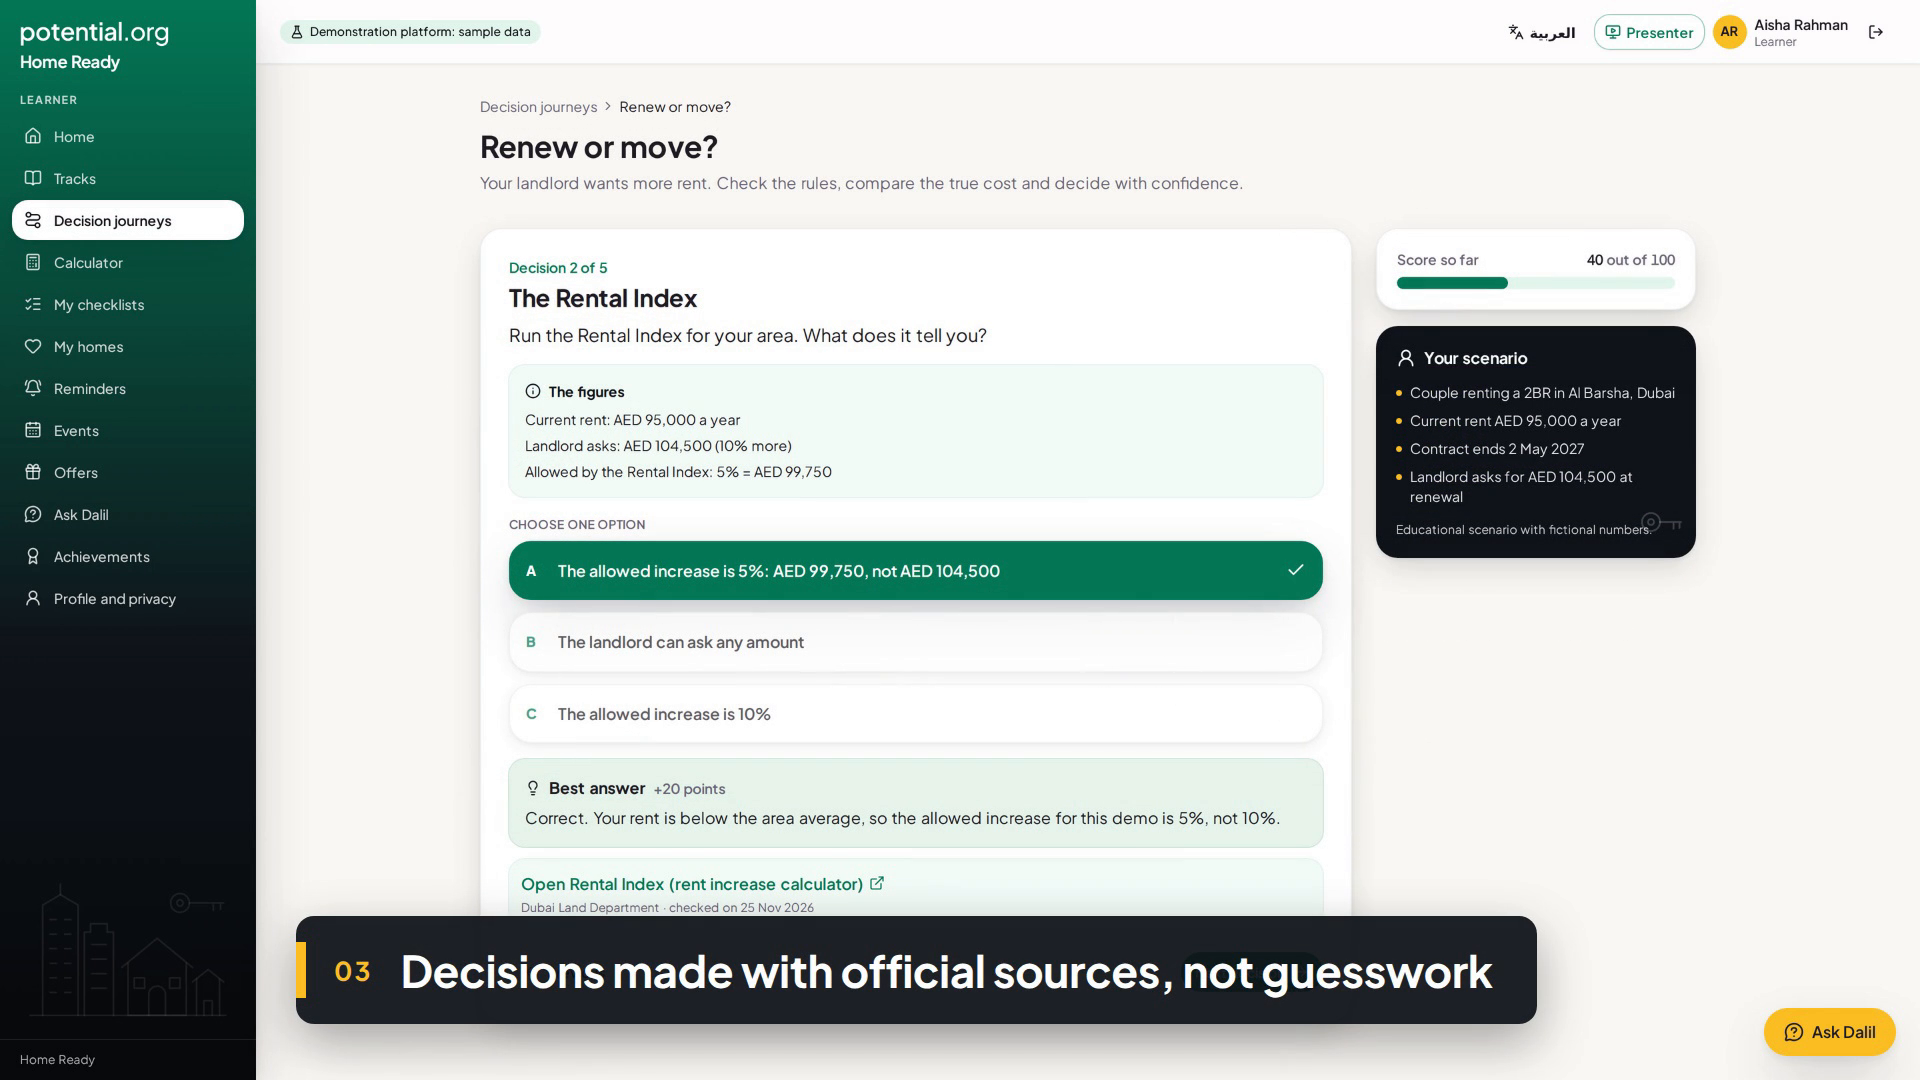 potential.org
Home Ready
LEARNER
Home
Tracks
Decision journeys
Calculator
My checklists
My homes
Reminders
Events
Offers
Ask Dalil
Achievements
Profile and privacy
Home Ready
Demonstration platform: sample data
العربية
Presenter
AR
Aisha Rahman
Learner
Decision journeys > Renew or move?
Renew or move?
Your landlord wants more rent. Check the rules, compare the true cost and decide with confidence.
Decision 2 of 5
The Rental Index
Run the Rental Index for your area. What does it tell you?
The figures
Current rent: AED 95,000 a year
Landlord asks: AED 104,500 (10% more)
Allowed by the Rental Index: 5% = AED 99,750
CHOOSE ONE OPTION
A The allowed increase is 5%: AED 99,750, not AED 104,500
B The landlord can ask any amount
C The allowed increase is 10%
Best answer +20 points
Correct. Your rent is below the area average, so the allowed increase for this demo is 5%, not 10%.
Open Rental Index (rent increase calculator)
Dubai Land Department · checked on 25 Nov 2026
Score so far 40 out of 100
Your scenario
Couple renting a 2BR in Al Barsha, Dubai
Current rent AED 95,000 a year
Contract ends 2 May 2027
Landlord asks for AED 104,500 at
renewal
Educational scenario with fictional numbers.
03 Decisions made with official sources, not guesswork
Ask Dalil